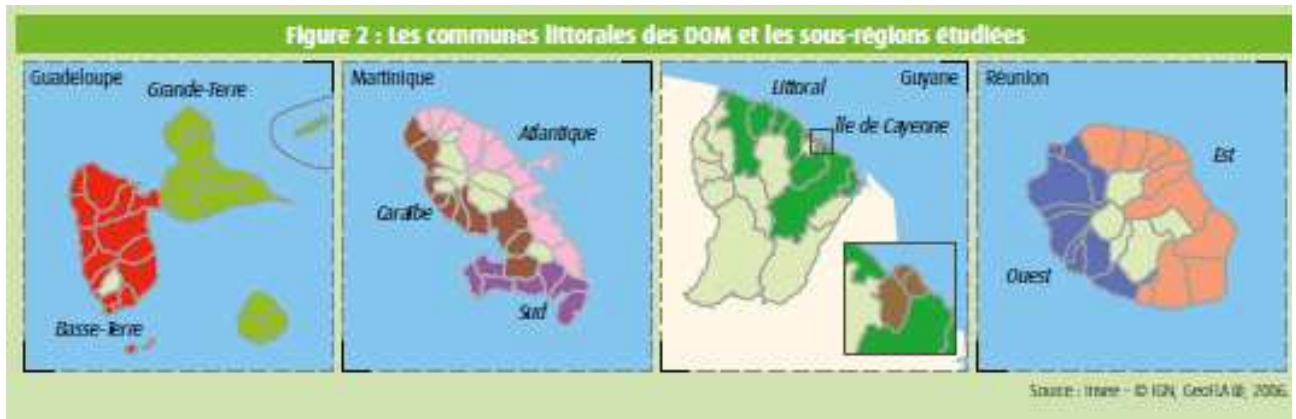 Figure 2 : Les communes littorales des DOM et les sous-régions étudiées
Guadeloupe
Grande-Terre
Basse-Terre
Martinique
Atlantique
Caraïbe
Sud
Guyane
Littoral
Île de Cayenne
Réunion
Est
Ouest
Source : Insee - © IGN, GeoFLA®, 2006.